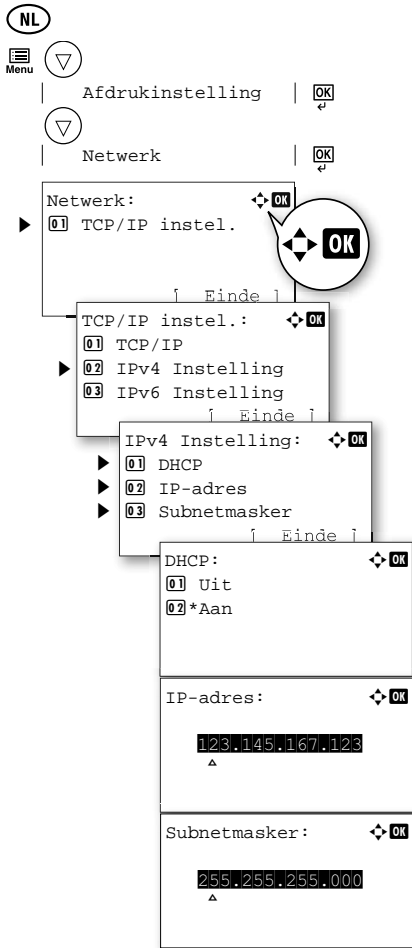 NL
Menu
Afdrukinstelling OK
Netwerk OK
Netwerk: OK
01 TCP/IP instel.
OK
[ Einde ]
TCP/IP instel.: OK
01 TCP/IP
02 IPv4 Instelling
03 IPv6 Instelling
[ Einde ]
IPv4 Instelling: OK
01 DHCP
02 IP-adres
03 Subnetmasker
[ Einde ]
DHCP: OK
01 Uit
02 *Aan
IP-adres: OK
123.145.167.123
Subnetmasker: OK
255.255.255.000